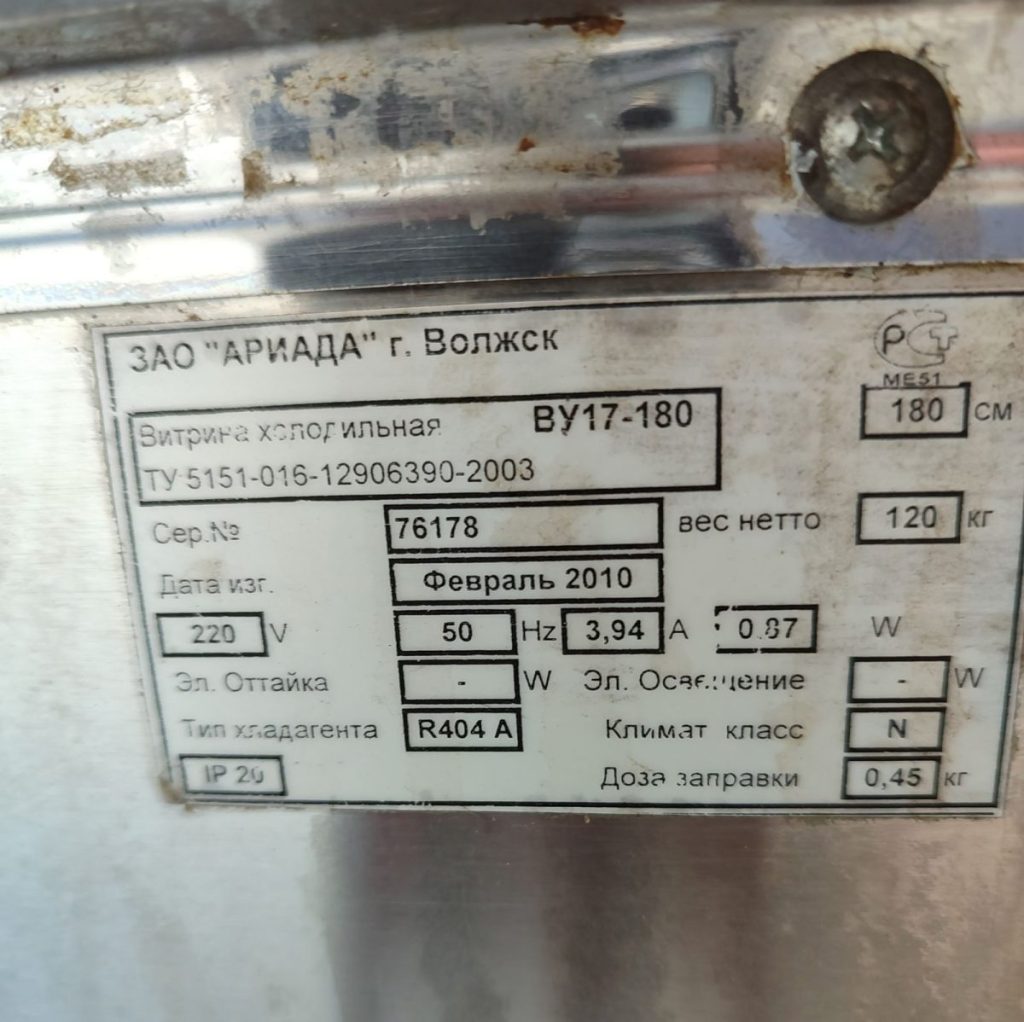 ЗАО "АРИАДА" г. Волжск
РСТ
МЕ51
Витрина холодильная ВУ17-180
180 см
ТУ 5151-016-12906390-2003
Сер.№ 76178 вес нетто 120 кг
Дата изг. Февраль 2010
220 V 50 Hz 3,94 A 0.87 W
Эл. Оттайка - W Эл. Освещение - W
Тип хладагента R404 A Климат класс N
IP 20 Доза заправки 0,45 кг